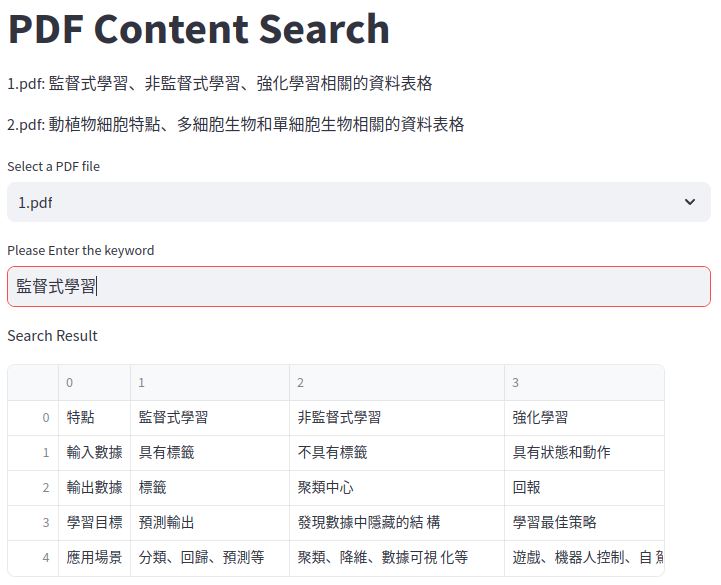 PDF Content Search
1.pdf: 監督式學習、非監督式學習、強化學習相關的資料表格
2.pdf: 動植物細胞特點、多細胞生物和單細胞生物相關的資料表格
Select a PDF file
1.pdf
Please Enter the keyword
監督式學習
Search Result
0 1 2 3
0 特點 監督式學習 非監督式學習 強化學習
1 輸入數據 具有標籤 不具有標籤 具有狀態和動作
2 輸出數據 標籤 聚類中心 回報
3 學習目標 預測輸出 發現數據中隱藏的結 構 學習最佳策略
4 應用場景 分類、回歸、預測等 聚類、降維、數據可視 化等 遊戲、機器人控制、自